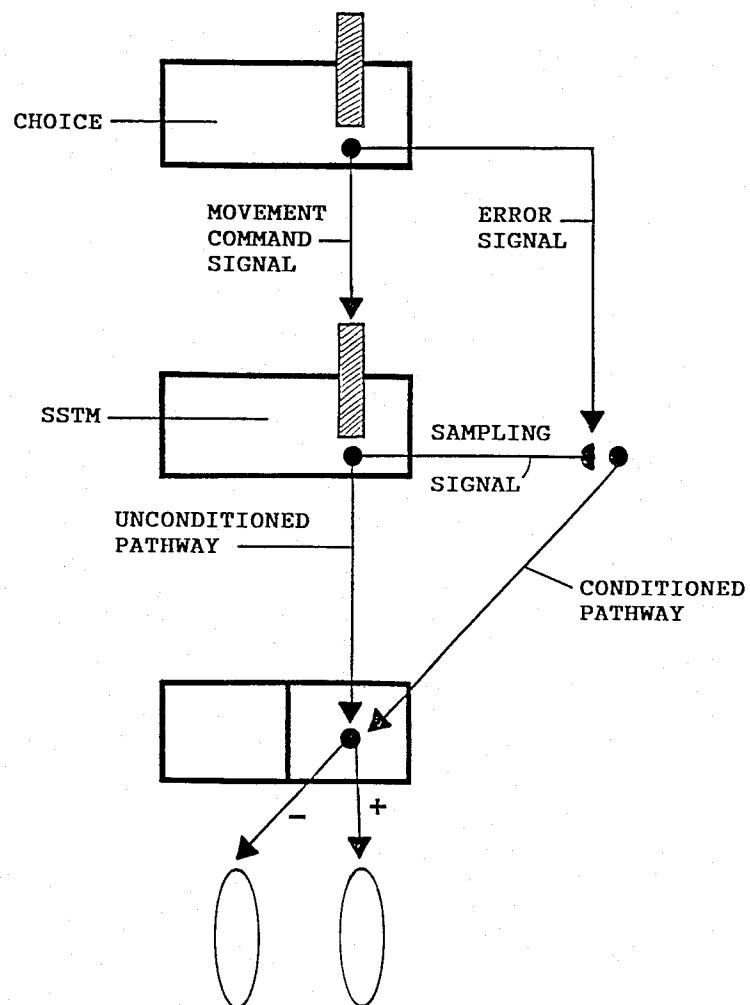 CHOICE
MOVEMENT
COMMAND
SIGNAL
ERROR
SIGNAL
SSTM
SAMPLING
SIGNAL
UNCONDITIONED
PATHWAY
CONDITIONED
PATHWAY
- +